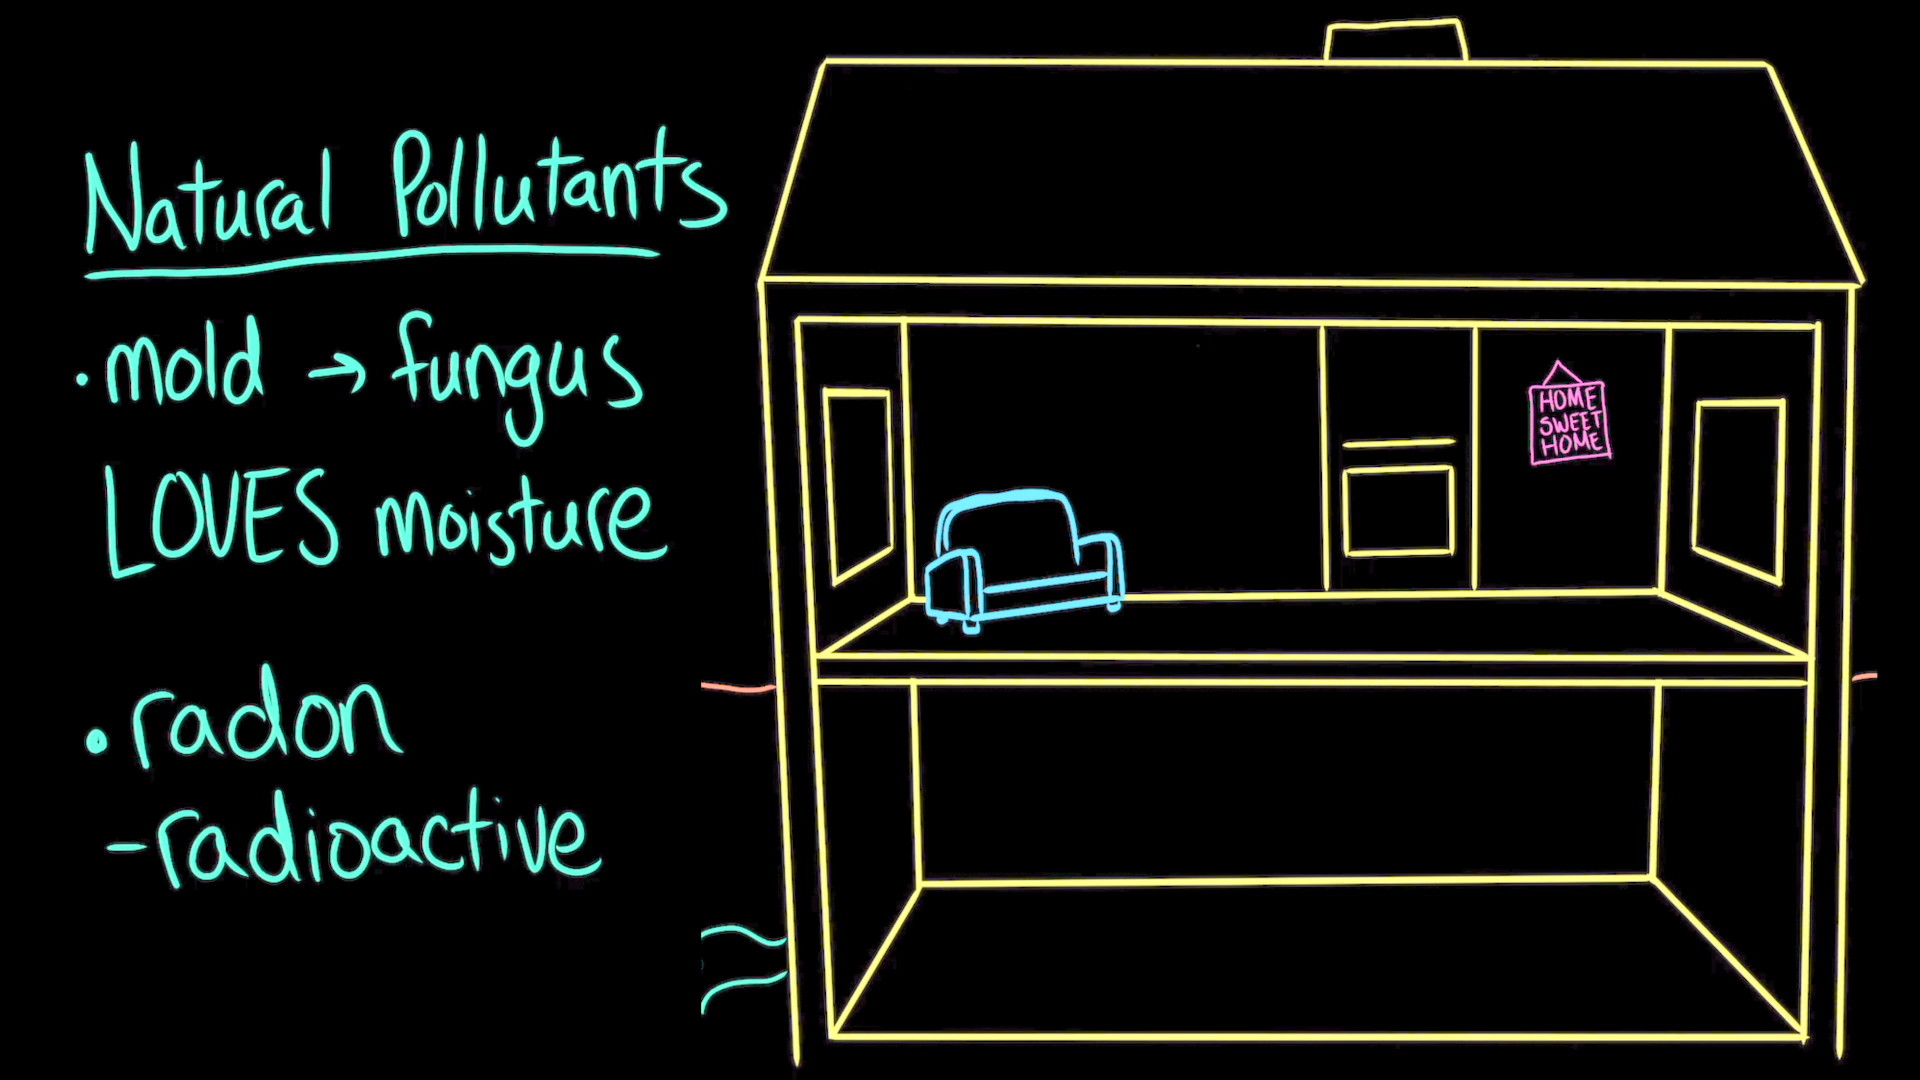 Natural Pollutants
• mold → fungus
LOVES moisture
• radon
- radioactive
HOME
SWEET
HOME